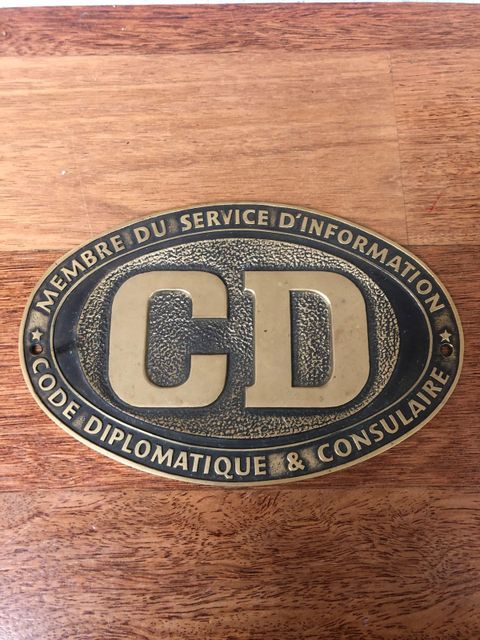 MEMBRE DU SERVICE D'INFORMATION
CD
CODE DIPLOMATIQUE & CONSULAIRE